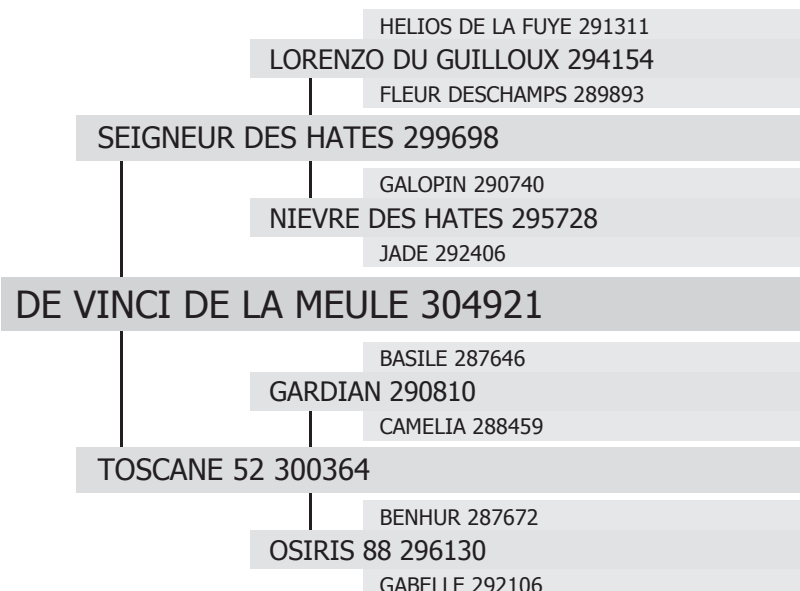 HELIOS DE LA FUYE 291311
LORENZO DU GUILLOUX 294154
FLEUR DESCHAMPS 289893
SEIGNEUR DES HATES 299698
GALOPIN 290740
NIEVRE DES HATES 295728
JADE 292406
DE VINCI DE LA MEULE 304921
BASILE 287646
GARDIAN 290810
CAMELIA 288459
TOSCANE 52 300364
BENHUR 287672
OSIRIS 88 296130
GABELLE 292106